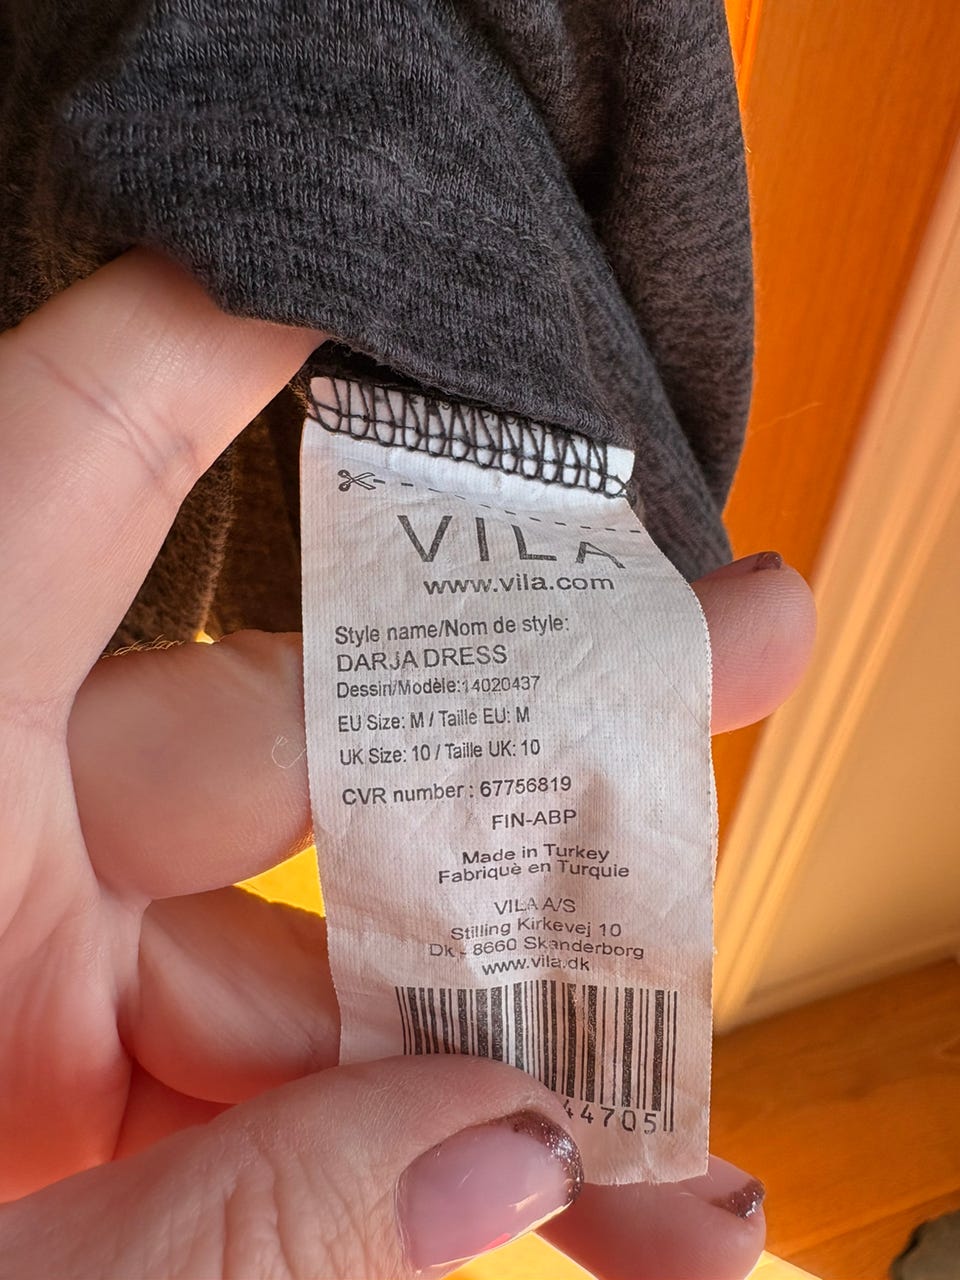 VILA
www.vila.com
Style name/Nom de style:
DARJA DRESS
Dessin/Modèle:14020437
EU Size: M / Taille EU: M
UK Size: 10 / Taille UK: 10
CVR number : 67756819
FIN-ABP
Made in Turkey
Fabriquè en Turquie
VILA A/S
Stilling Kirkevej 10
Dk - 8660 Skanderborg
www.vila.dk
44705